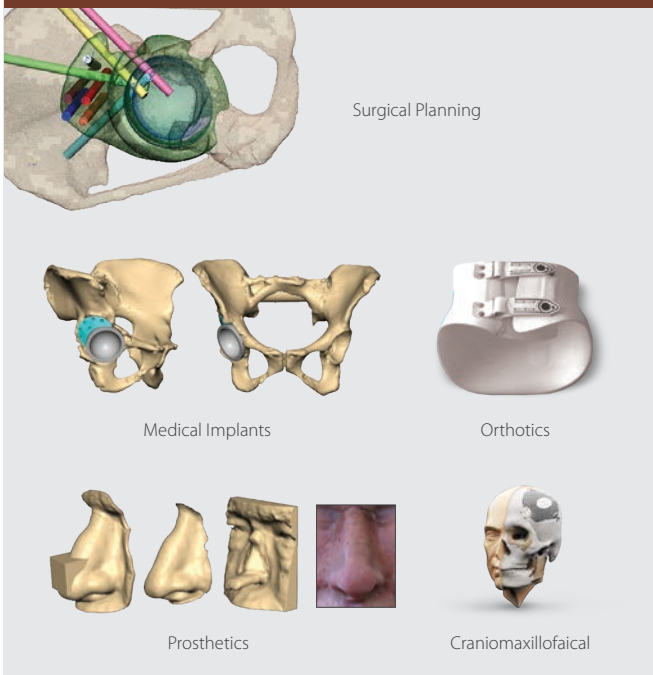 Surgical Planning
Medical Implants
Orthotics
Prosthetics
Craniomaxillofaical